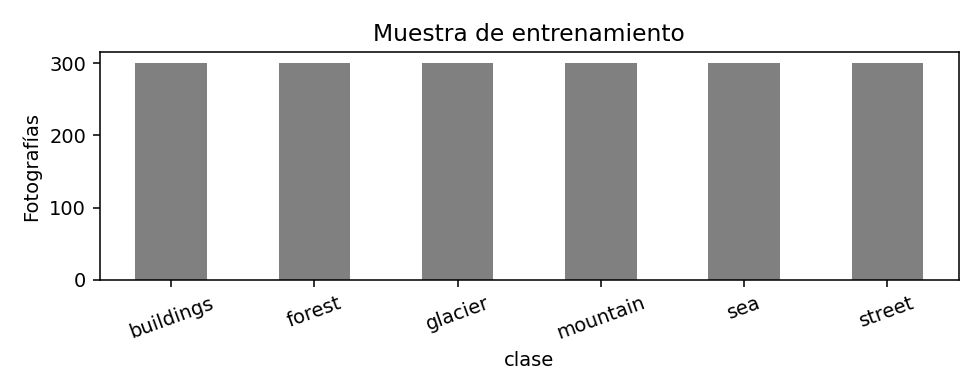 Muestra de entrenamiento
Fotografías
300
200
100
0
buildings
forest
glacier
mountain
sea
street
clase